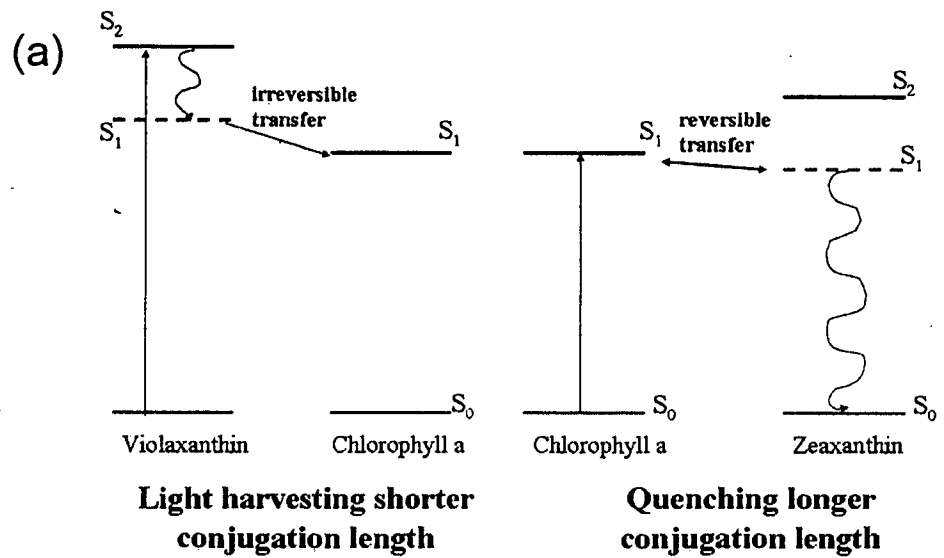 (a)
S2
S1
irreversible
transfer
S1
S1
reversible
transfer
S2
S1
S0
S0
S0
Violaxanthin
Chlorophyll a
Chlorophyll a
Zeaxanthin
Light harvesting shorter
conjugation length
Quenching longer
conjugation length